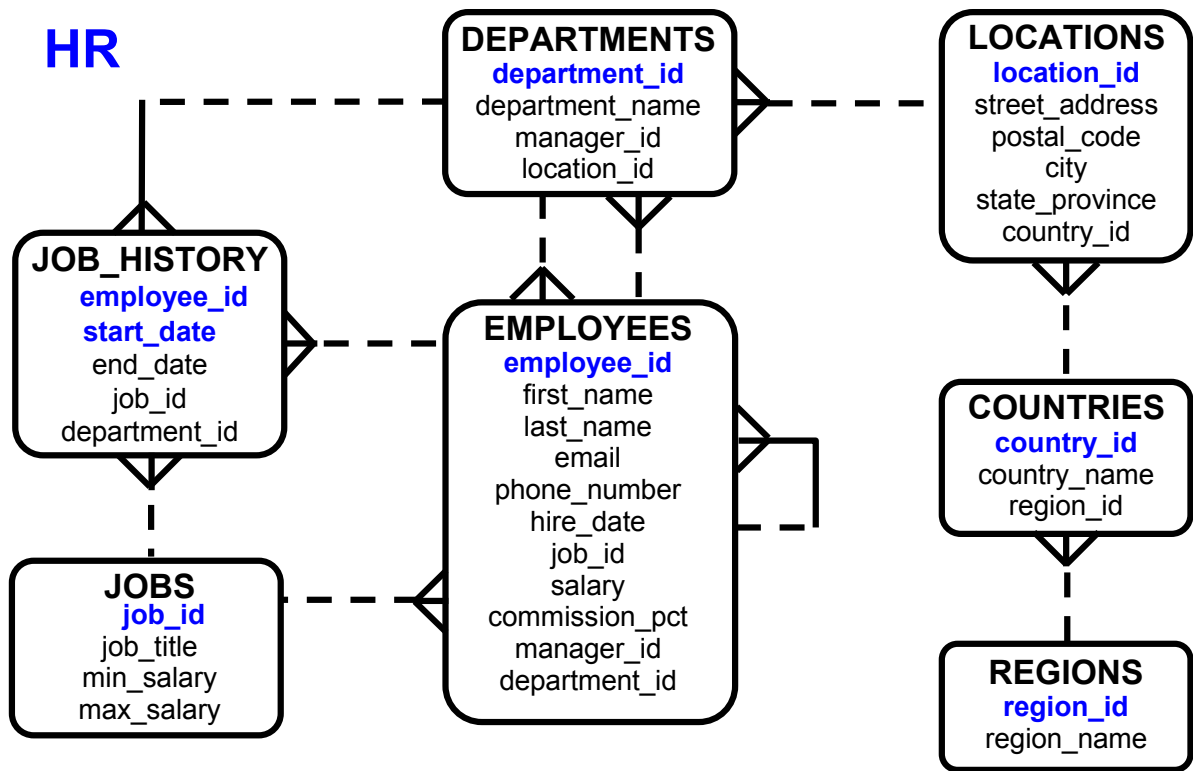 HR
DEPARTMENTS
department_id
department_name
manager_id
location_id
LOCATIONS
location_id
street_address
postal_code
city
state_province
country_id
JOB_HISTORY
employee_id
start_date
end_date
job_id
department_id
EMPLOYEES
employee_id
first_name
last_name
email
phone_number
hire_date
job_id
salary
commission_pct
manager_id
department_id
COUNTRIES
country_id
country_name
region_id
JOBS
job_id
job_title
min_salary
max_salary
REGIONS
region_id
region_name